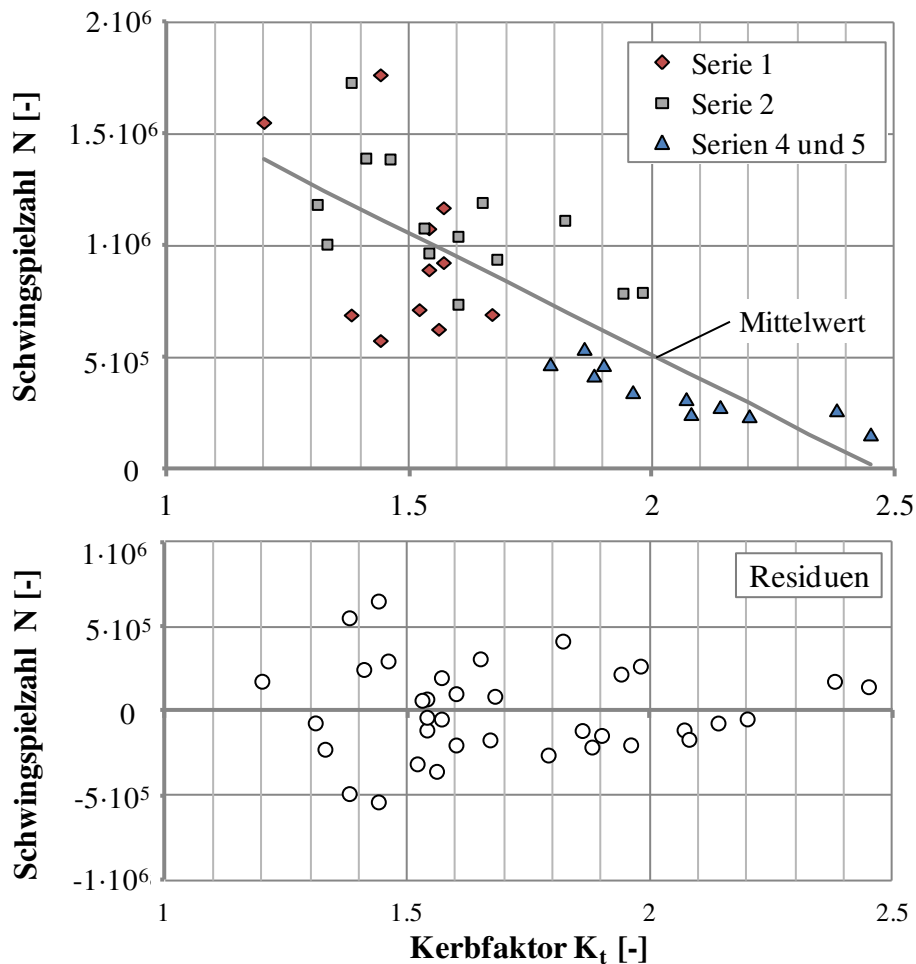 2·10⁶
1.5·10⁶
1·10⁶
5·10⁵
0
Schwingspielzahl N [-]
Serie 1
Serie 2
Serien 4 und 5
Mittelwert
1
1.5
2
2.5
1·10⁶
5·10⁵
0
-5·10⁵
-1·10⁶
Schwingspielzahl N [-]
Residuen
1
1.5
2
2.5
Kerbfaktor Kₜ [-]